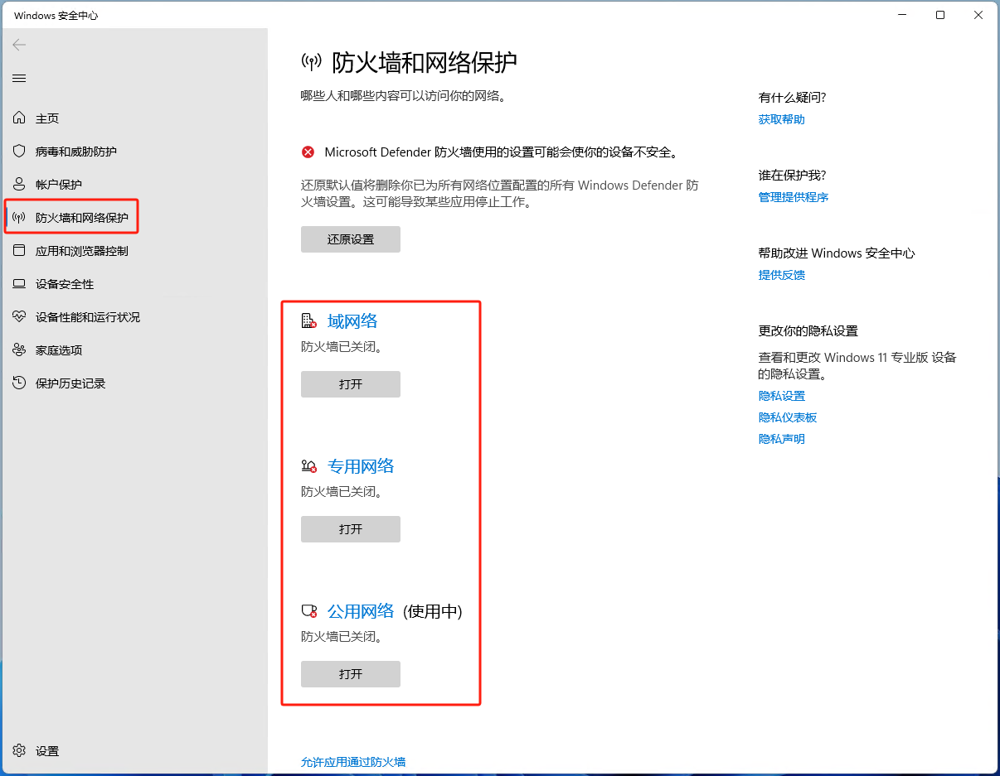 Windows 安全中心
主页
病毒和威胁防护
帐户保护
防火墙和网络保护
应用和浏览器控制
设备安全性
设备性能和运行状况
家庭选项
保护历史记录
设置
防火墙和网络保护
哪些人和哪些内容可以访问你的网络。
Microsoft Defender 防火墙使用的设置可能会使你的设备不安全。
还原默认值将删除你已为所有网络位置配置的所有 Windows Defender 防
火墙设置。这可能导致某些应用停止工作。
还原设置
域网络
防火墙已关闭。
打开
专用网络
防火墙已关闭。
打开
公用网络 (使用中)
防火墙已关闭。
打开
允许应用通过防火墙
有什么疑问?
获取帮助
谁在保护我?
管理提供程序
帮助改进 Windows 安全中心
提供反馈
更改你的隐私设置
查看和更改 Windows 11 专业版 设备
的隐私设置。
隐私设置
隐私仪表板
隐私声明